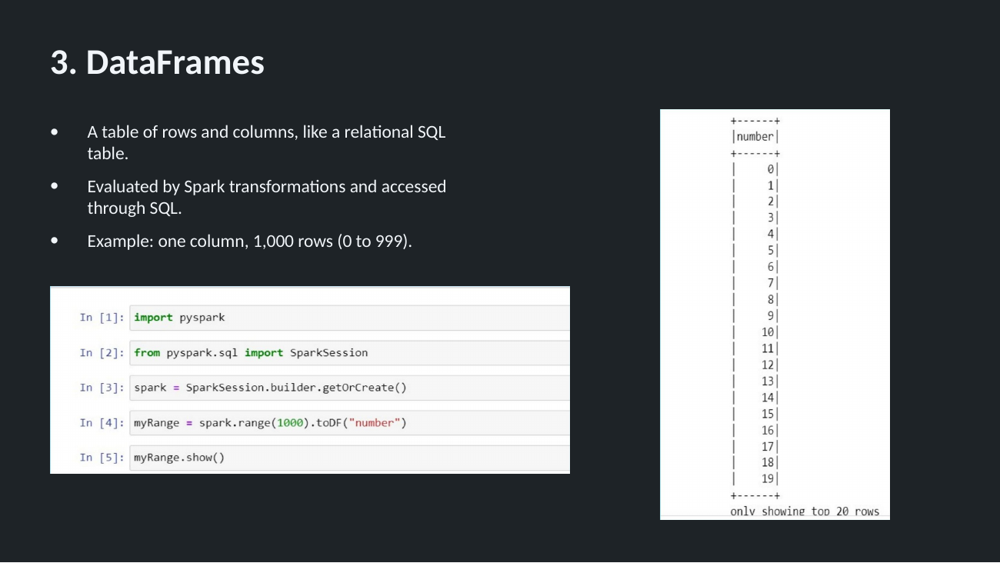 3. DataFrames
• A table of rows and columns, like a relational SQL
table.
• Evaluated by Spark transformations and accessed
through SQL.
• Example: one column, 1,000 rows (0 to 999).
In [1]: import pyspark
In [2]: from pyspark.sql import SparkSession
In [3]: spark = SparkSession.builder.getOrCreate()
In [4]: myRange = spark.range(1000).toDF("number")
In [5]: myRange.show()
+------+
|number|
+------+
|     0|
|     1|
|     2|
|     3|
|     4|
|     5|
|     6|
|     7|
|     8|
|     9|
|    10|
|    11|
|    12|
|    13|
|    14|
|    15|
|    16|
|    17|
|    18|
|    19|
+------+
only showing top 20 rows